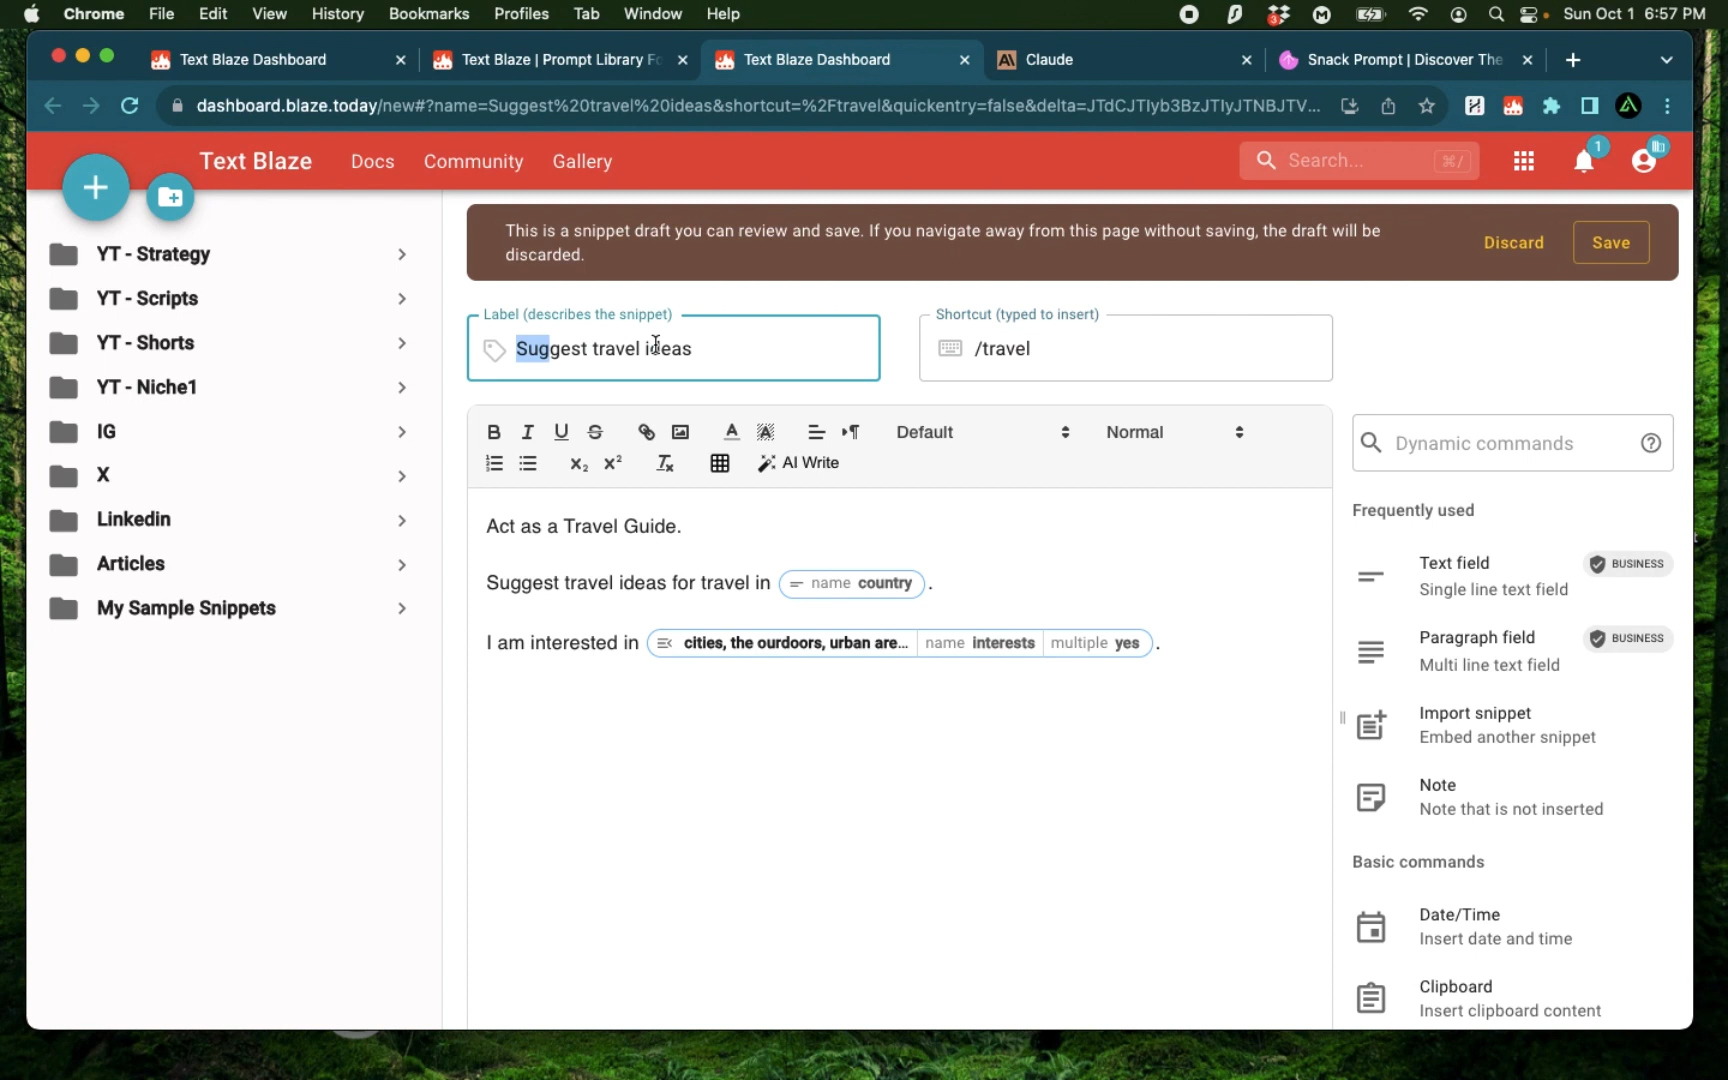 Chrome File Edit View History Bookmarks Profiles Tab Window Help 3 Sun Oct 1 6:57 PM
Text Blaze Dashboard Text Blaze | Prompt Library Fo Text Blaze Dashboard Claude Snack Prompt | Discover The
dashboard.blaze.today/new#?name=Suggest%20travel%20ideas&shortcut=%2Ftravel&quickentry=false&delta=JTdCJTIyb3BzJTIyJTNBJTV...
Text Blaze Docs Community Gallery Search... ⌘/ 1
This is a snippet draft you can review and save. If you navigate away from this page without saving, the draft will be
discarded.
Discard Save
YT - Strategy
YT - Scripts
YT - Shorts
YT - Niche1
IG
X
Linkedin
Articles
My Sample Snippets
Label (describes the snippet)
Suggest travel ideas
Shortcut (typed to insert)
/travel
B I U S A A Default Normal
X₂ X² Tx AI Write
Act as a Travel Guide.
Suggest travel ideas for travel in name country .
I am interested in cities, the ourdoors, urban are... name interests multiple yes .
Dynamic commands
Frequently used
Text field BUSINESS
Single line text field
Paragraph field BUSINESS
Multi line text field
Import snippet
Embed another snippet
Note
Note that is not inserted
Basic commands
Date/Time
Insert date and time
Clipboard
Insert clipboard content